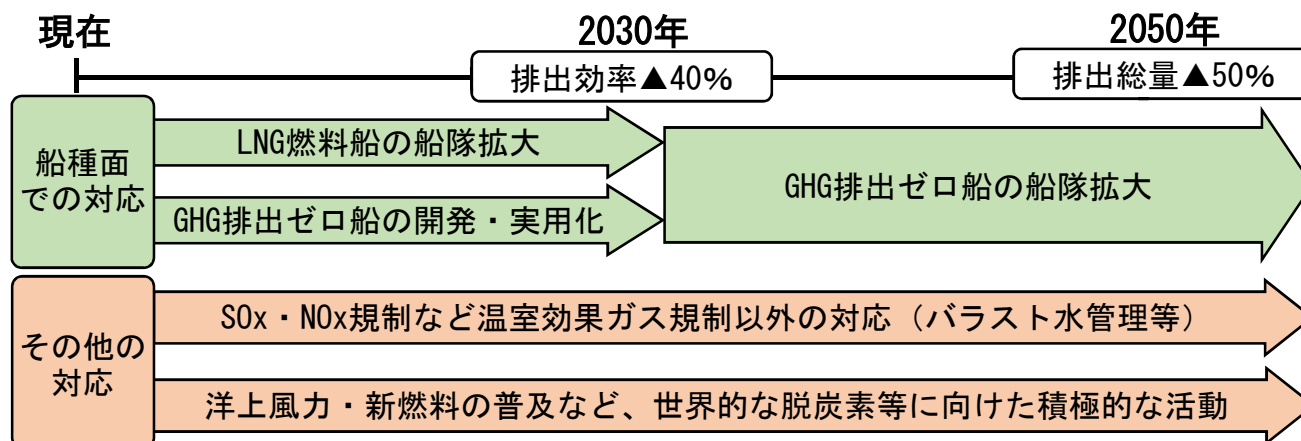 現在
2030年
2050年
排出効率▲40%
排出総量▲50%
船種面
での対応
LNG燃料船の船隊拡大
GHG排出ゼロ船の開発・実用化
GHG排出ゼロ船の船隊拡大
その他の
対応
SOx・NOx規制など温室効果ガス規制以外の対応（バラスト水管理等）
洋上風力・新燃料の普及など、世界的な脱炭素等に向けた積極的な活動